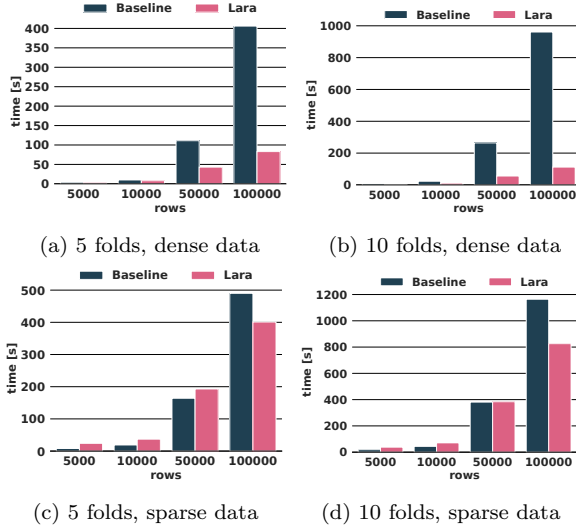 Baseline Lara
400
350
300
250
200
150
100
50
0
time [s]
5000 10000 50000 100000
rows
(a) 5 folds, dense data
Baseline Lara
1000
800
600
400
200
0
time [s]
5000 10000 50000 100000
rows
(b) 10 folds, dense data
Baseline Lara
500
400
300
200
100
0
time [s]
5000 10000 50000 100000
rows
(c) 5 folds, sparse data
Baseline Lara
1200
1000
800
600
400
200
0
time [s]
5000 10000 50000 100000
rows
(d) 10 folds, sparse data